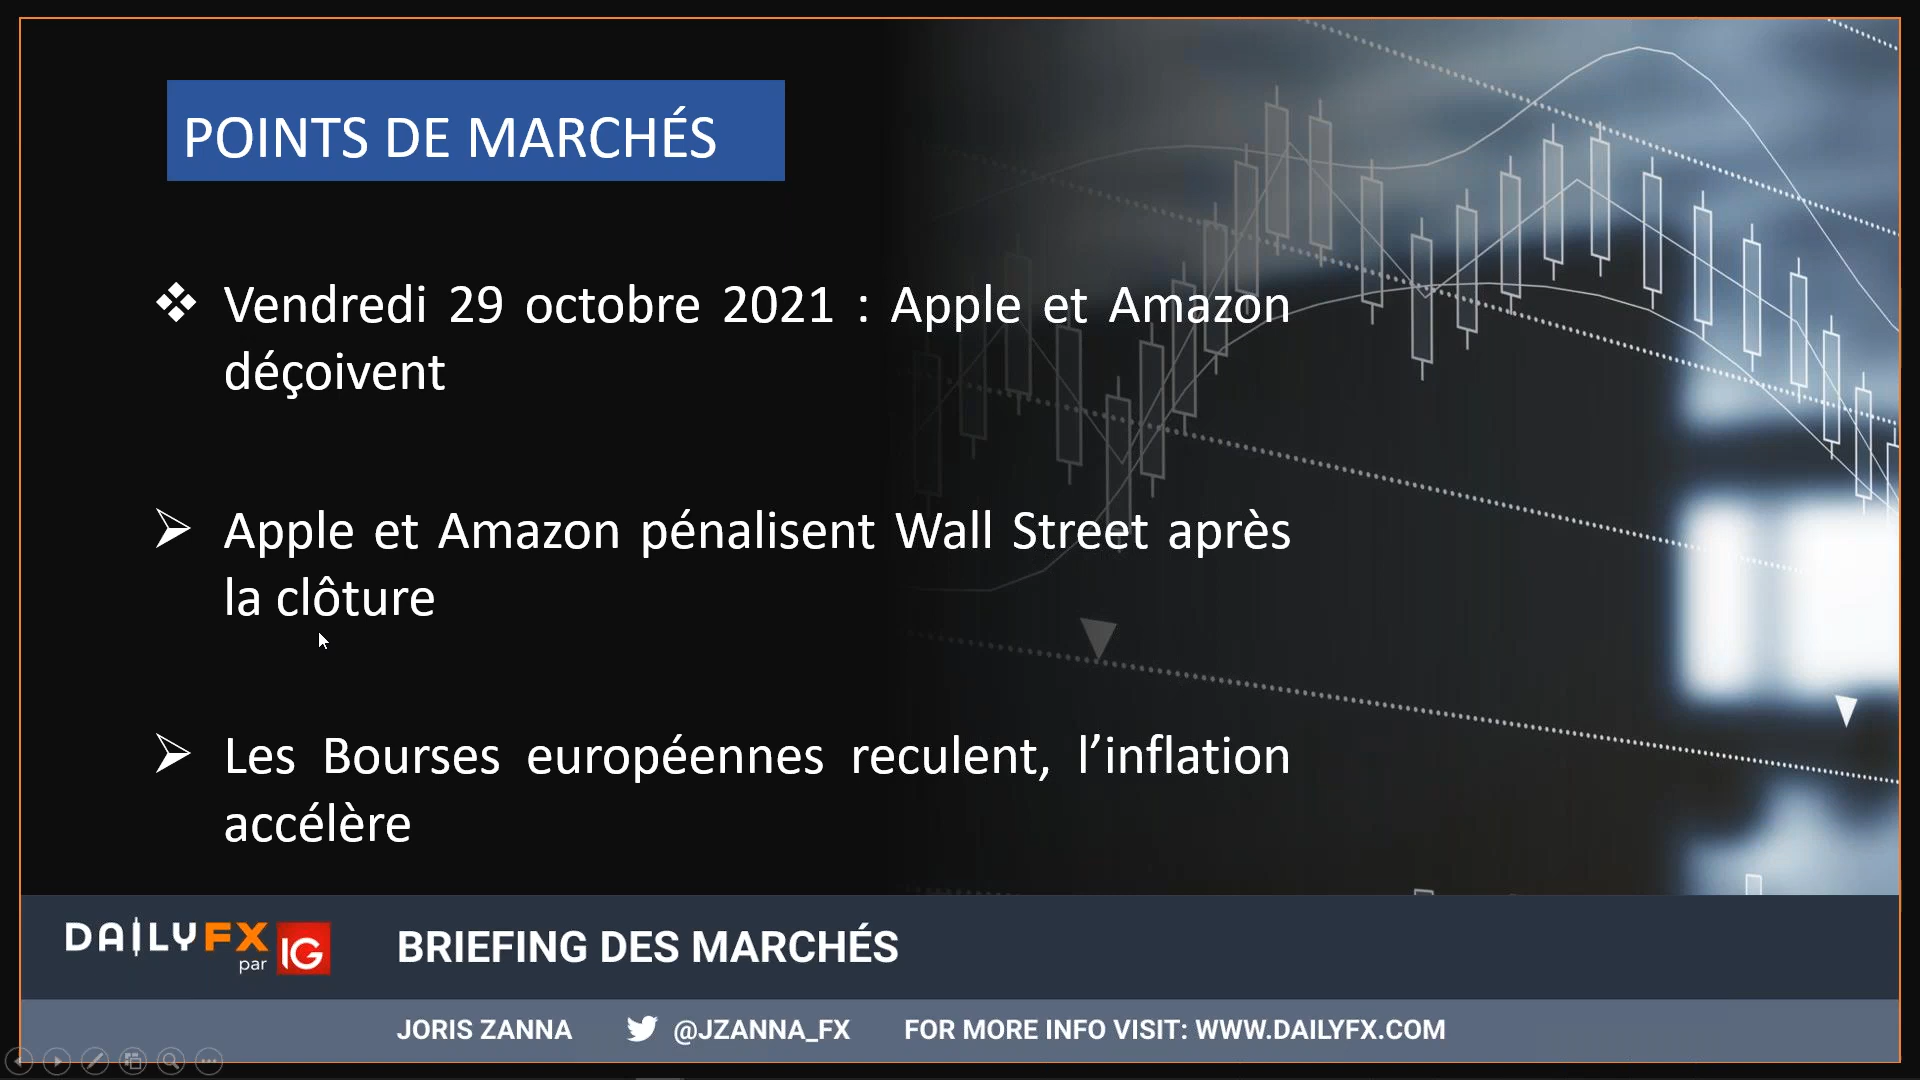 POINTS DE MARCHÉS
❖ Vendredi 29 octobre 2021 : Apple et Amazon
déçoivent
➢ Apple et Amazon pénalisent Wall Street après
la clôture
➢ Les Bourses européennes reculent, l’inflation
accélère
DAILYFX
par IG
BRIEFING DES MARCHÉS
JORIS ZANNA @JZANNA_FX FOR MORE INFO VISIT: WWW.DAILYFX.COM